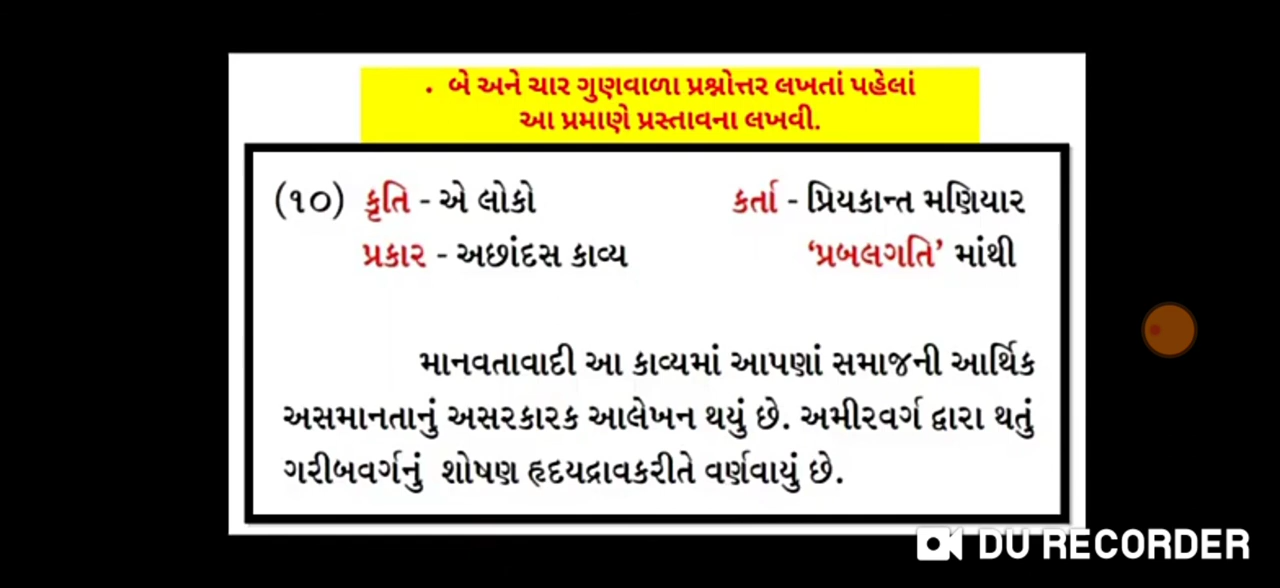 . બે અને ચાર ગુણવાળા પ્રશ્નોત્તર લખતાં પહેલાં
આ પ્રમાણે પ્રસ્તાવના લખવી.
(૧૦) કૃતિ - એ લોકો કર્તા - પ્રિયકાન્ત મણિયાર
પ્રકાર - અછાંદસ કાવ્ય ‘પ્રબલગતિ’ માંથી
માનવતાવાદી આ કાવ્યમાં આપણાં સમાજની આર્થિક
અસમાનતાનું અસરકારક આલેખન થયું છે. અમીરવર્ગ દ્વારા થતું
ગરીબવર્ગનું શોષણ હૃદયદ્રાવકરીતે વર્ણવાયું છે.
DU RECORDER